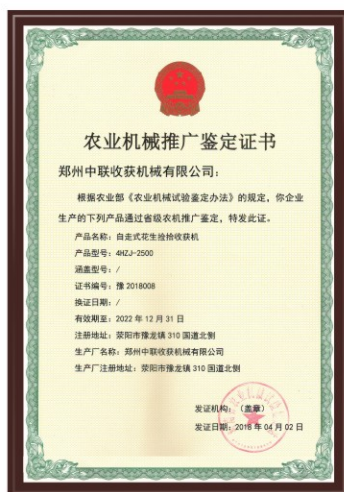 农业机械推广鉴定证书
郑州中联收获机械有限公司：
根据农业部《农业机械试验鉴定办法》的规定，你企业
生产的下列产品通过省级农机推广鉴定，特发此证。
产品名称：自走式花生捡拾收获机
产品型号：4HZJ-2500
涵盖型号：/
证书编号：豫 2018008
换证日期：/
有效期至：2022 年 12 月 31 日
注册地址：荥阳市豫龙镇 310 国道北侧
生产厂名称：郑州中联收获机械有限公司
生产厂注册地址：荥阳市豫龙镇 310 国道北侧
发证机构：（盖章）
发证日期：2018 年 04 月 02 日